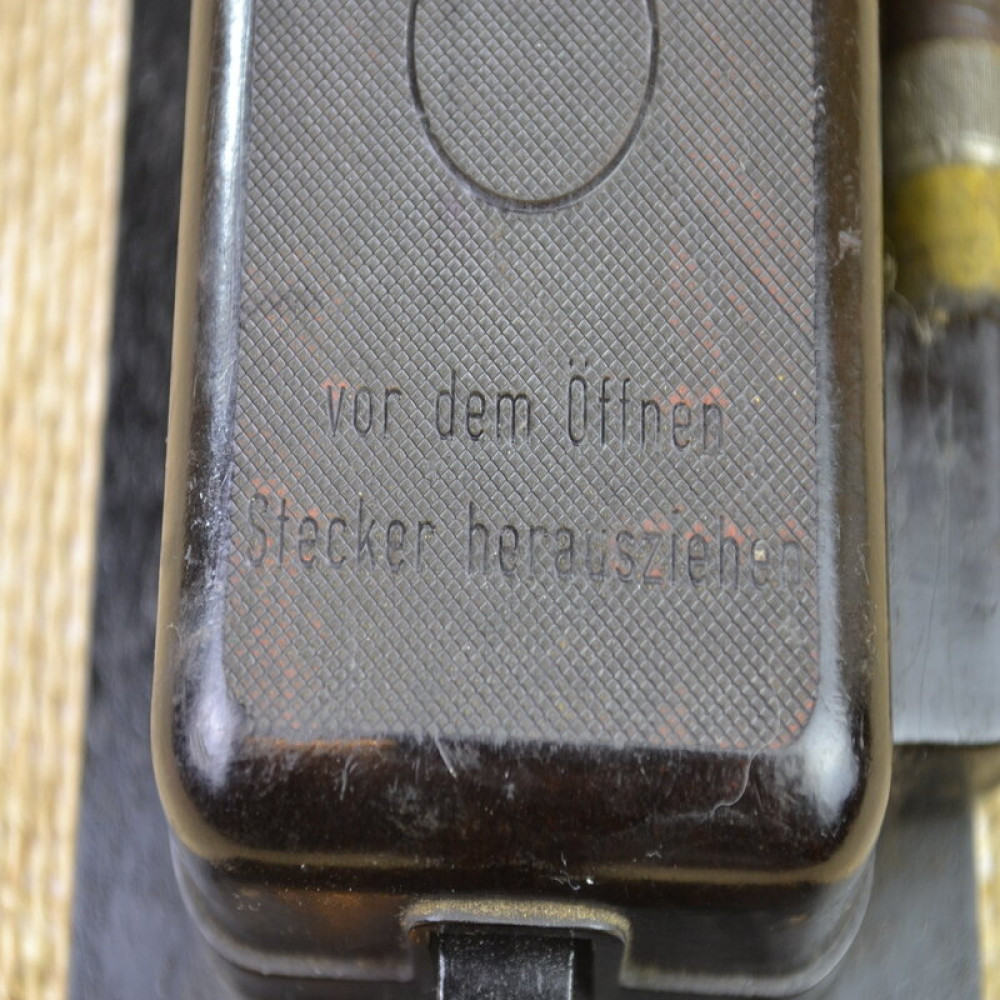 vor dem Öffnen
Stecker herausziehen